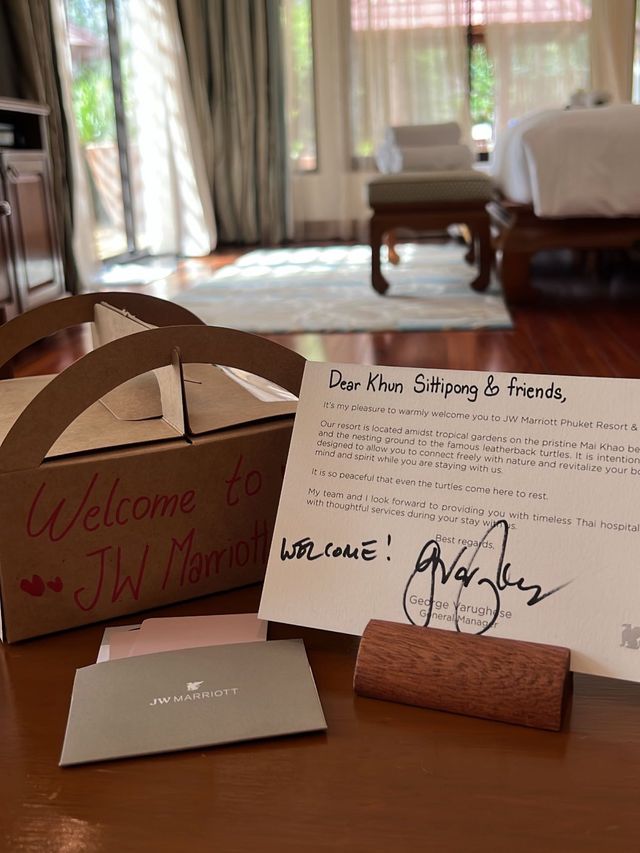 Dear Khun Sittipong & friends,
It's my pleasure to warmly welcome you to JW Marriott Phuket Resort &
Our resort is located amidst tropical gardens on the pristine Mai Khao be
and the nesting ground to the famous leatherback turtles. It is intention
designed to allow you to connect freely with nature and revitalize your bo
mind and spirit while you are staying with us.
It is so peaceful that even the turtles come here to rest.
My team and I look forward to providing you with timeless Thai hospital
with thoughtful services during your stay with us.
Best regards,
WELCOME!
George Varughese
General Manager
Welcome to
JW Marriott
JW MARRIOTT